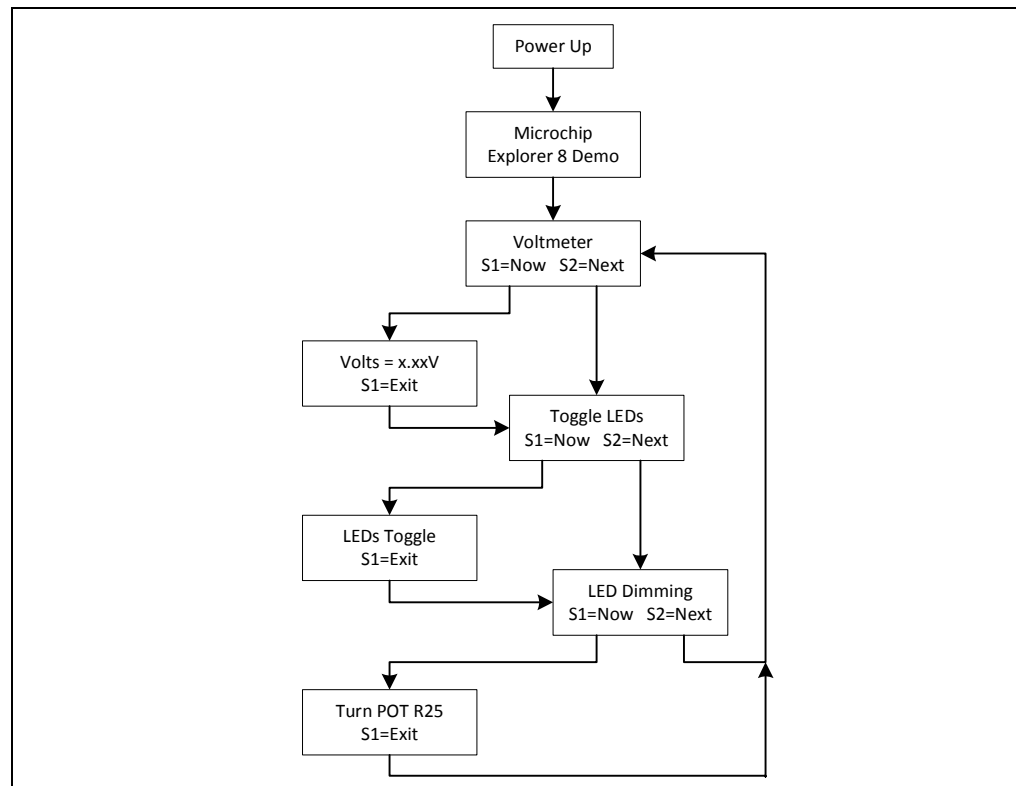 Power Up
Microchip
Explorer 8 Demo
Voltmeter
S1=Now S2=Next
Volts = x.xxV
S1=Exit
Toggle LEDs
S1=Now S2=Next
LEDs Toggle
S1=Exit
LED Dimming
S1=Now S2=Next
Turn POT R25
S1=Exit